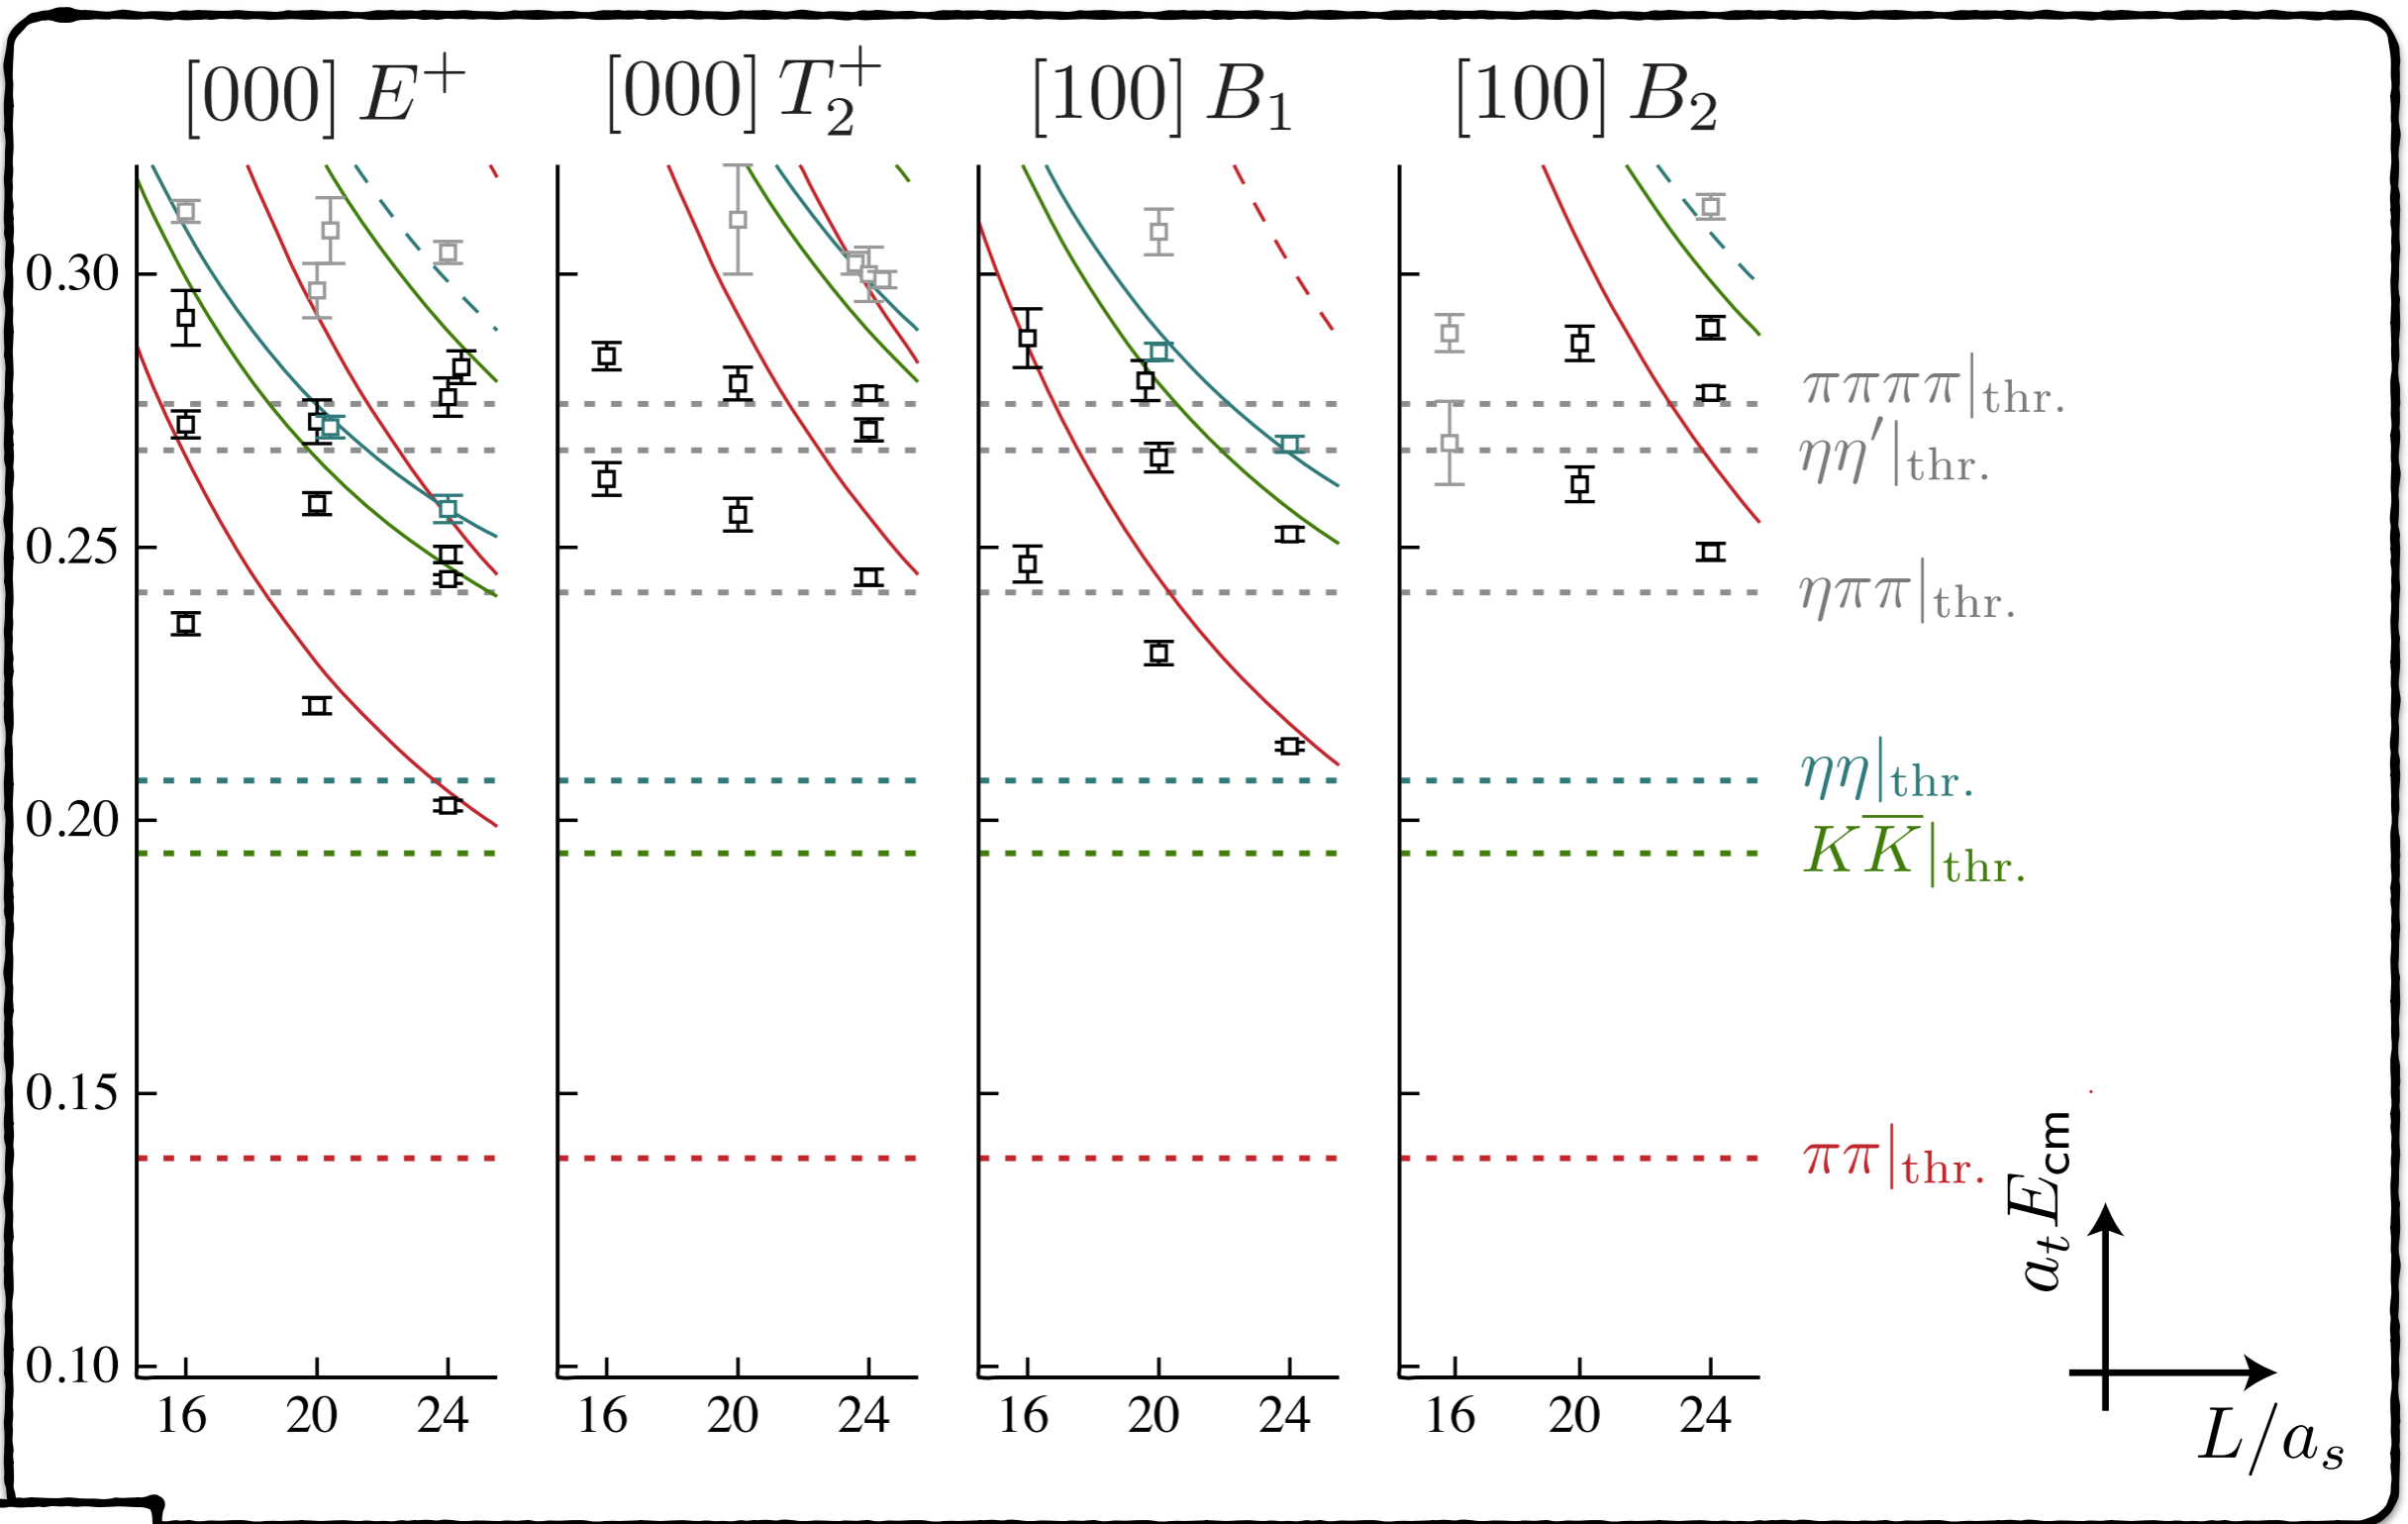 [000] E⁺ [000] T₂⁺ [100] B₁ [100] B₂
0.30
ππππ|thr.
ηη′|thr.
0.25
ηππ|thr.
ηη|thr.
0.20
KK̅|thr.
0.15
ππ|thr.
aₜE_cm
0.10
16 20 24 16 20 24 16 20 24 16 20 24
L/aₛ